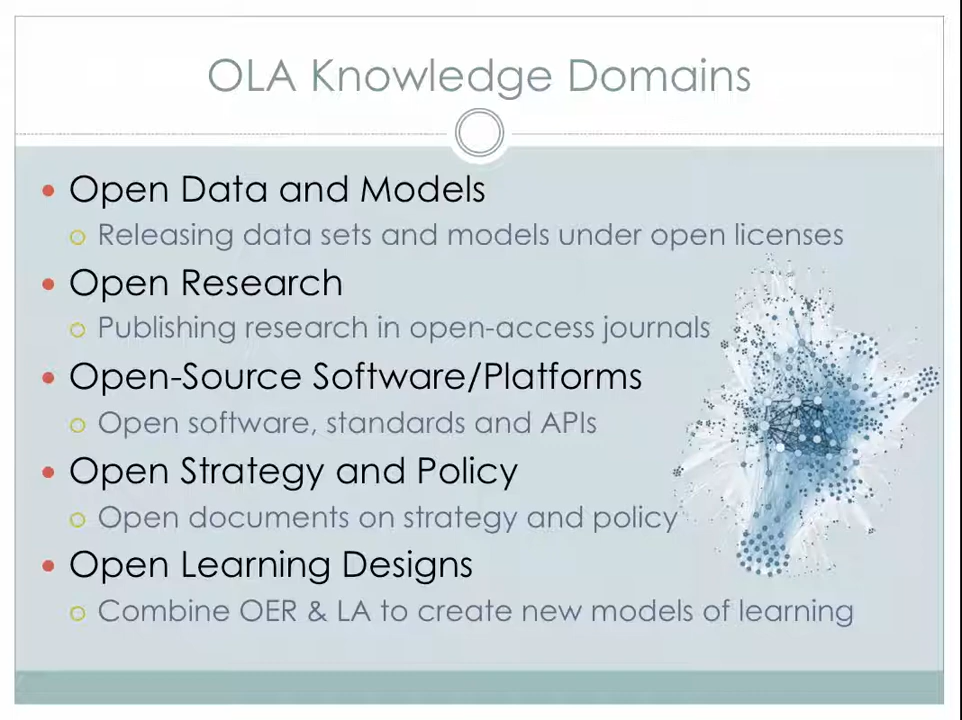 OLA Knowledge Domains
Open Data and Models
Releasing data sets and models under open licenses
Open Research
Publishing research in open-access journals
Open-Source Software/Platforms
Open software, standards and APIs
Open Strategy and Policy
Open documents on strategy and policy
Open Learning Designs
Combine OER & LA to create new models of learning